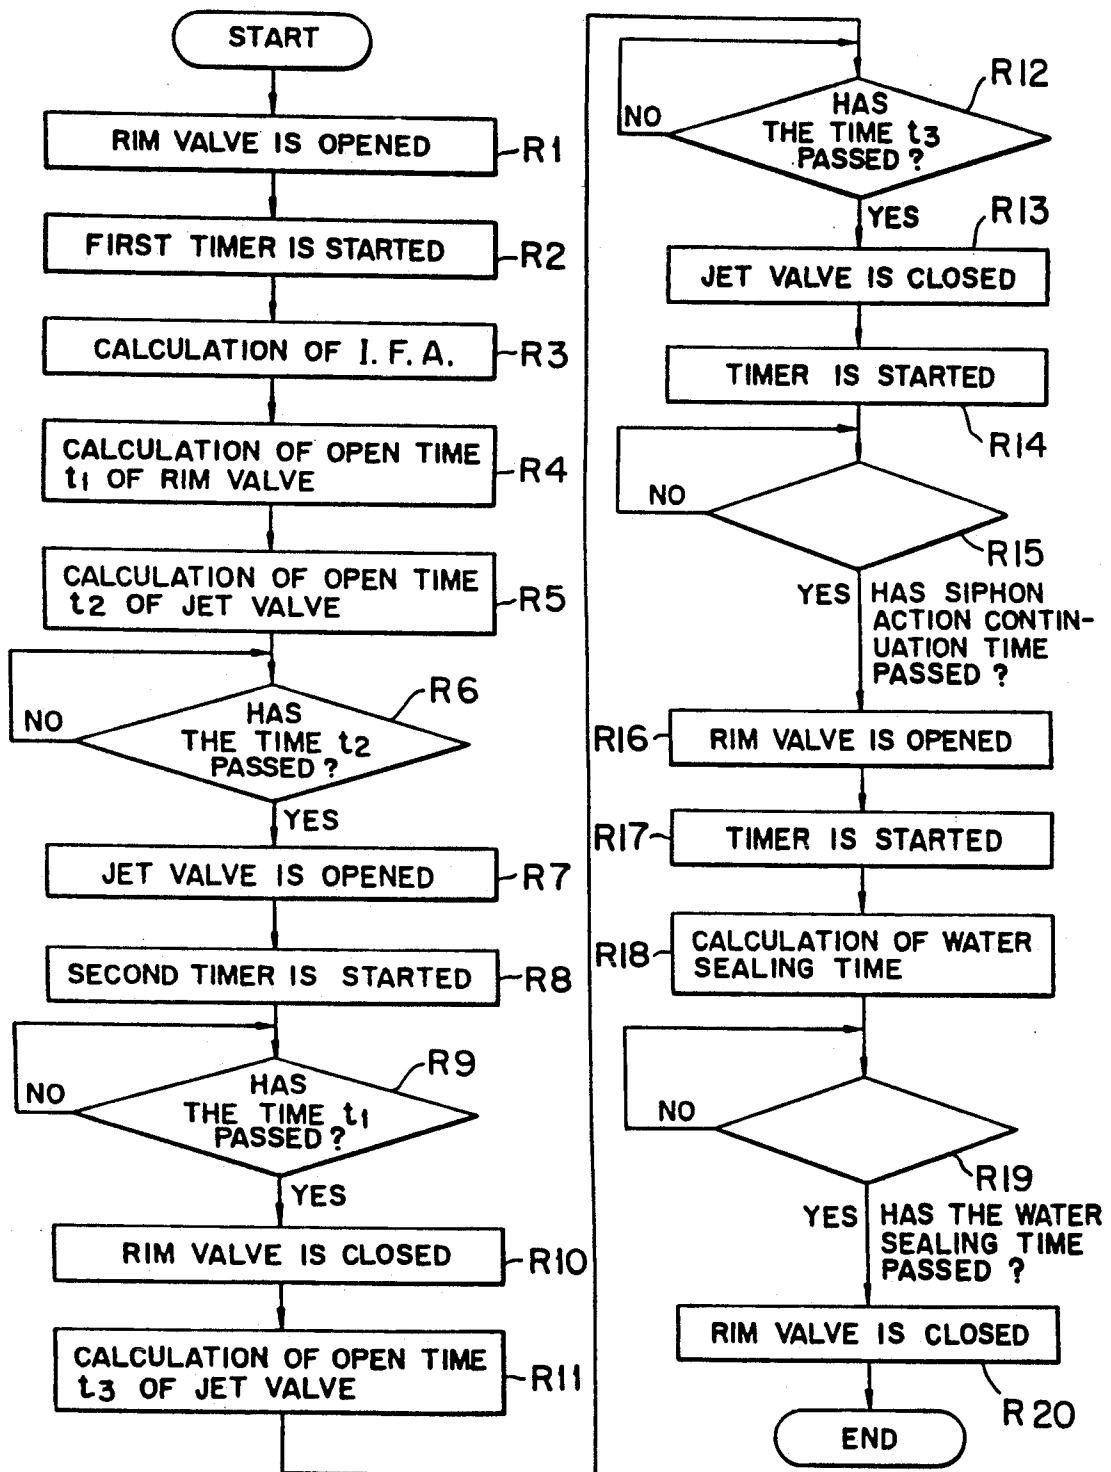 START
RIM VALVE IS OPENED
R1
FIRST TIMER IS STARTED
R2
CALCULATION OF I.F.A.
R3
CALCULATION OF OPEN TIME
t1 OF RIM VALVE
R4
CALCULATION OF OPEN TIME
t2 OF JET VALVE
R5
R6
NO
HAS
THE TIME t2
PASSED?
YES
JET VALVE IS OPENED
R7
SECOND TIMER IS STARTED
R8
R9
NO
HAS
THE TIME t1
PASSED?
YES
RIM VALVE IS CLOSED
R10
CALCULATION OF OPEN TIME
t3 OF JET VALVE
R11
R12
NO
HAS
THE TIME t3
PASSED?
YES
R13
JET VALVE IS CLOSED
TIMER IS STARTED
R14
NO
R15
YES
HAS SIPHON
ACTION CONTIN-
UATION TIME
PASSED?
R16
RIM VALVE IS OPENED
R17
TIMER IS STARTED
R18
CALCULATION OF WATER
SEALING TIME
NO
R19
YES
HAS THE WATER
SEALING TIME
PASSED?
RIM VALVE IS CLOSED
R20
END